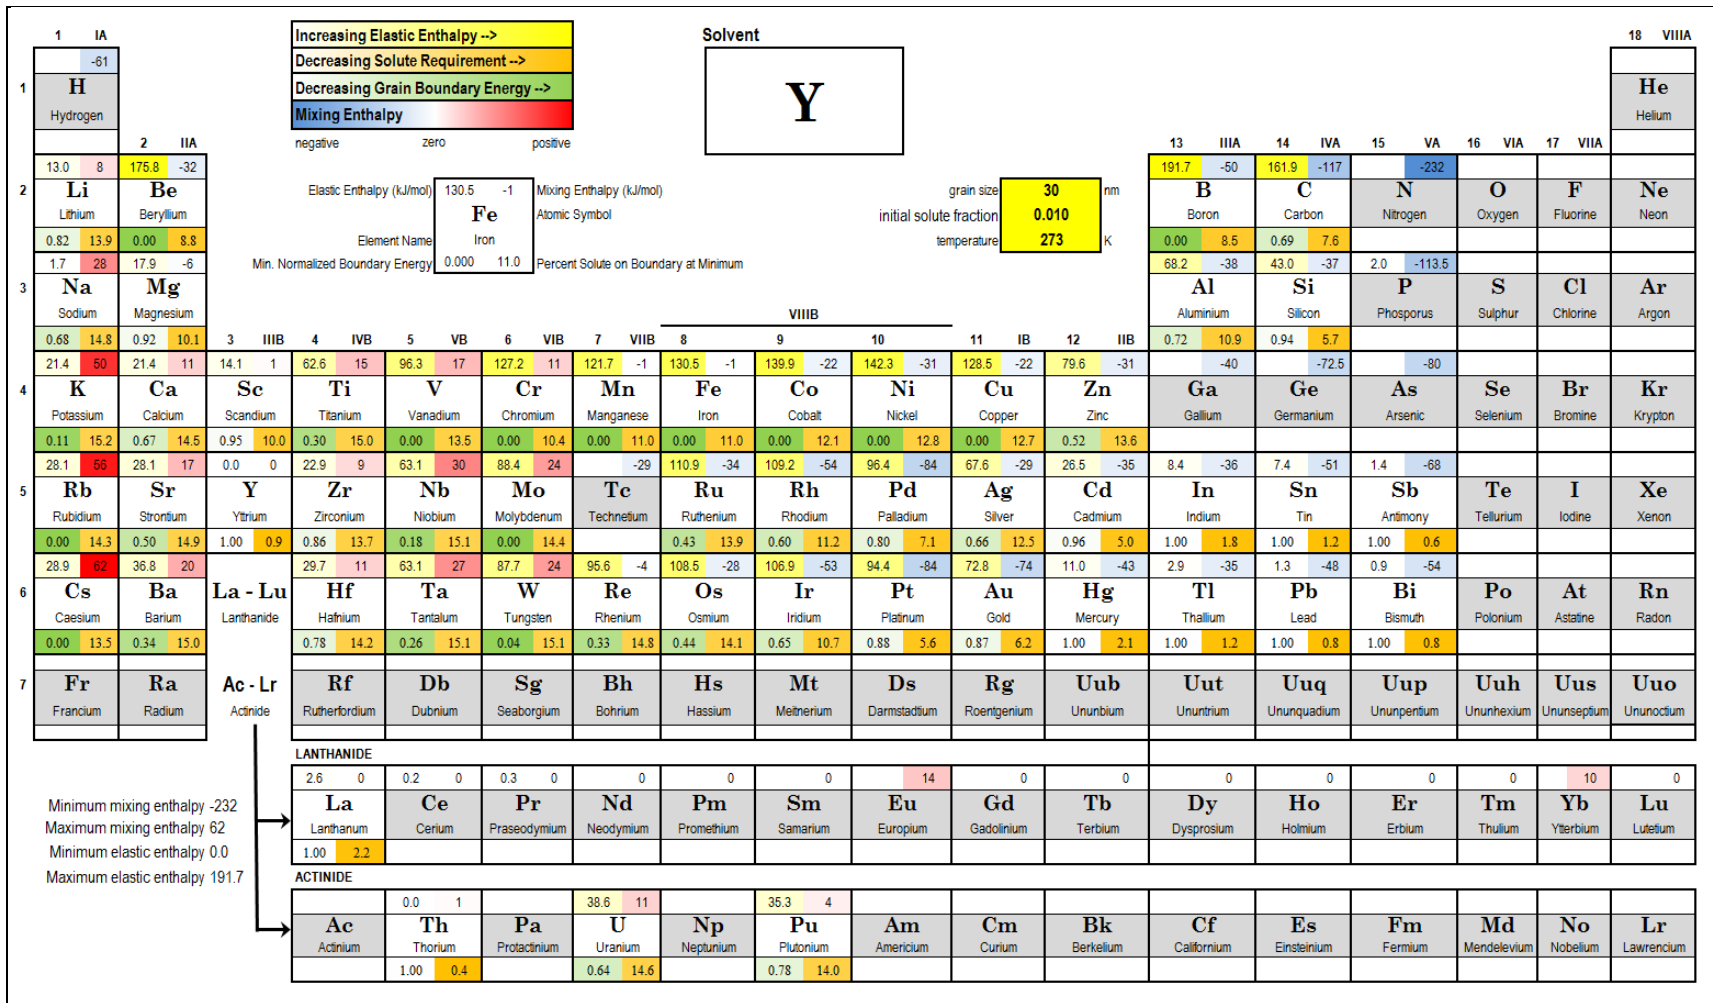 1 IA
Increasing Elastic Enthalpy -->
Solvent
18 VIIIA
-61
Decreasing Solute Requirement -->
1 H He
Decreasing Grain Boundary Energy -->
Y
Hydrogen Helium
Mixing Enthalpy
2 IIA
negative zero positive
13 IIIA 14 IVA 15 VA 16 VIA 17 VIIA
13.0 8 175.8 -32 191.7 -50 161.9 -117 -232
2 Li Be
Elastic Enthalpy (kJ/mol) 130.5 -1 Mixing Enthalpy (kJ/mol)
grain size 30 nm
B C N O F Ne
Lithium Beryllium
Fe Atomic Symbol
initial solute fraction 0.010
Boron Carbon Nitrogen Oxygen Fluorine Neon
0.82 13.9 0.00 8.8
Element Name Iron
temperature 273 K
0.00 8.5 0.69 7.6
1.7 28 17.9 -6
Min. Normalized Boundary Energy 0.000 11.0 Percent Solute on Boundary at Minimum
68.2 -38 43.0 -37 2.0 -113.5
3 Na Mg Al Si P S Cl Ar
Sodium Magnesium Aluminium Silicon Phosporus Sulphur Chlorine Argon
VIIIB
0.68 14.8 0.92 10.1 3 IIIB 4 IVB 5 VB 6 VIB 7 VIIB 8 9 10 11 IB 12 IIB 0.72 10.9 0.94 5.7
21.4 50 21.4 11 14.1 1 62.6 15 96.3 17 127.2 11 121.7 -1 130.5 -1 139.9 -22 142.3 -31 128.5 -22 79.6 -31 -40 -72.5 -80
4 K Ca Sc Ti V Cr Mn Fe Co Ni Cu Zn Ga Ge As Se Br Kr
Potassium Calcium Scandium Titanium Vanadium Chromium Manganese Iron Cobalt Nickel Copper Zinc Gallium Germanium Arsenic Selenium Bromine Krypton
0.11 15.2 0.67 14.5 0.95 10.0 0.30 15.0 0.00 13.5 0.00 10.4 0.00 11.0 0.00 11.0 0.00 12.1 0.00 12.8 0.00 12.7 0.52 13.6
28.1 56 28.1 17 0.0 0 22.9 9 63.1 30 88.4 24 -29 110.9 -34 109.2 -54 96.4 -84 67.6 -29 26.5 -35 8.4 -36 7.4 -51 1.4 -68
5 Rb Sr Y Zr Nb Mo Tc Ru Rh Pd Ag Cd In Sn Sb Te I Xe
Rubidium Strontium Yttrium Zirconium Niobium Molybdenum Technetium Ruthenium Rhodium Palladium Silver Cadmium Indium Tin Antimony Tellurium Iodine Xenon
0.00 14.3 0.50 14.9 1.00 0.9 0.86 13.7 0.18 15.1 0.00 14.4 0.43 13.9 0.60 11.2 0.80 7.1 0.66 12.5 0.96 5.0 1.00 1.8 1.00 1.2 1.00 0.6
28.9 62 36.8 20 29.7 11 63.1 27 87.7 24 95.6 -4 108.5 -28 106.9 -53 94.4 -84 72.8 -74 11.0 -43 2.9 -35 1.3 -48 0.9 -54
6 Cs Ba La - Lu Hf Ta W Re Os Ir Pt Au Hg Tl Pb Bi Po At Rn
Caesium Barium Lanthanide Hafnium Tantalum Tungsten Rhenium Osmium Iridium Platinum Gold Mercury Thallium Lead Bismuth Polonium Astatine Radon
0.00 13.5 0.34 15.0 0.78 14.2 0.26 15.1 0.04 15.1 0.33 14.8 0.44 14.1 0.65 10.7 0.88 5.6 0.87 6.2 1.00 2.1 1.00 1.2 1.00 0.8 1.00 0.8
7 Fr Ra Ac - Lr Rf Db Sg Bh Hs Mt Ds Rg Uub Uut Uuq Uup Uuh Uus Uuo
Francium Radium Actinide Rutherfordium Dubnium Seaborgium Bohrium Hassium Meitnerium Darmstadtium Roentgenium Ununbium Ununtrium Ununquadium Ununpentium Ununhexium Ununseptium Ununoctium
LANTHANIDE
2.6 0 0.2 0 0.3 0 0 0 0 14 0 0 0 0 0 0 10 0
La Ce Pr Nd Pm Sm Eu Gd Tb Dy Ho Er Tm Yb Lu
Lanthanum Cerium Praseodymium Neodymium Promethium Samarium Europium Gadolinium Terbium Dysprosium Holmium Erbium Thulium Ytterbium Lutetium
1.00 2.2
Minimum mixing enthalpy -232
Maximum mixing enthalpy 62
Minimum elastic enthalpy 0.0
Maximum elastic enthalpy 191.7
ACTINIDE
0.0 1 38.6 11 35.3 4
Ac Th Pa U Np Pu Am Cm Bk Cf Es Fm Md No Lr
Actinium Thorium Protactinium Uranium Neptunium Plutonium Americium Curium Berkelium Californium Einsteinium Fermium Mendelevium Nobelium Lawrencium
1.00 0.4 0.64 14.6 0.78 14.0